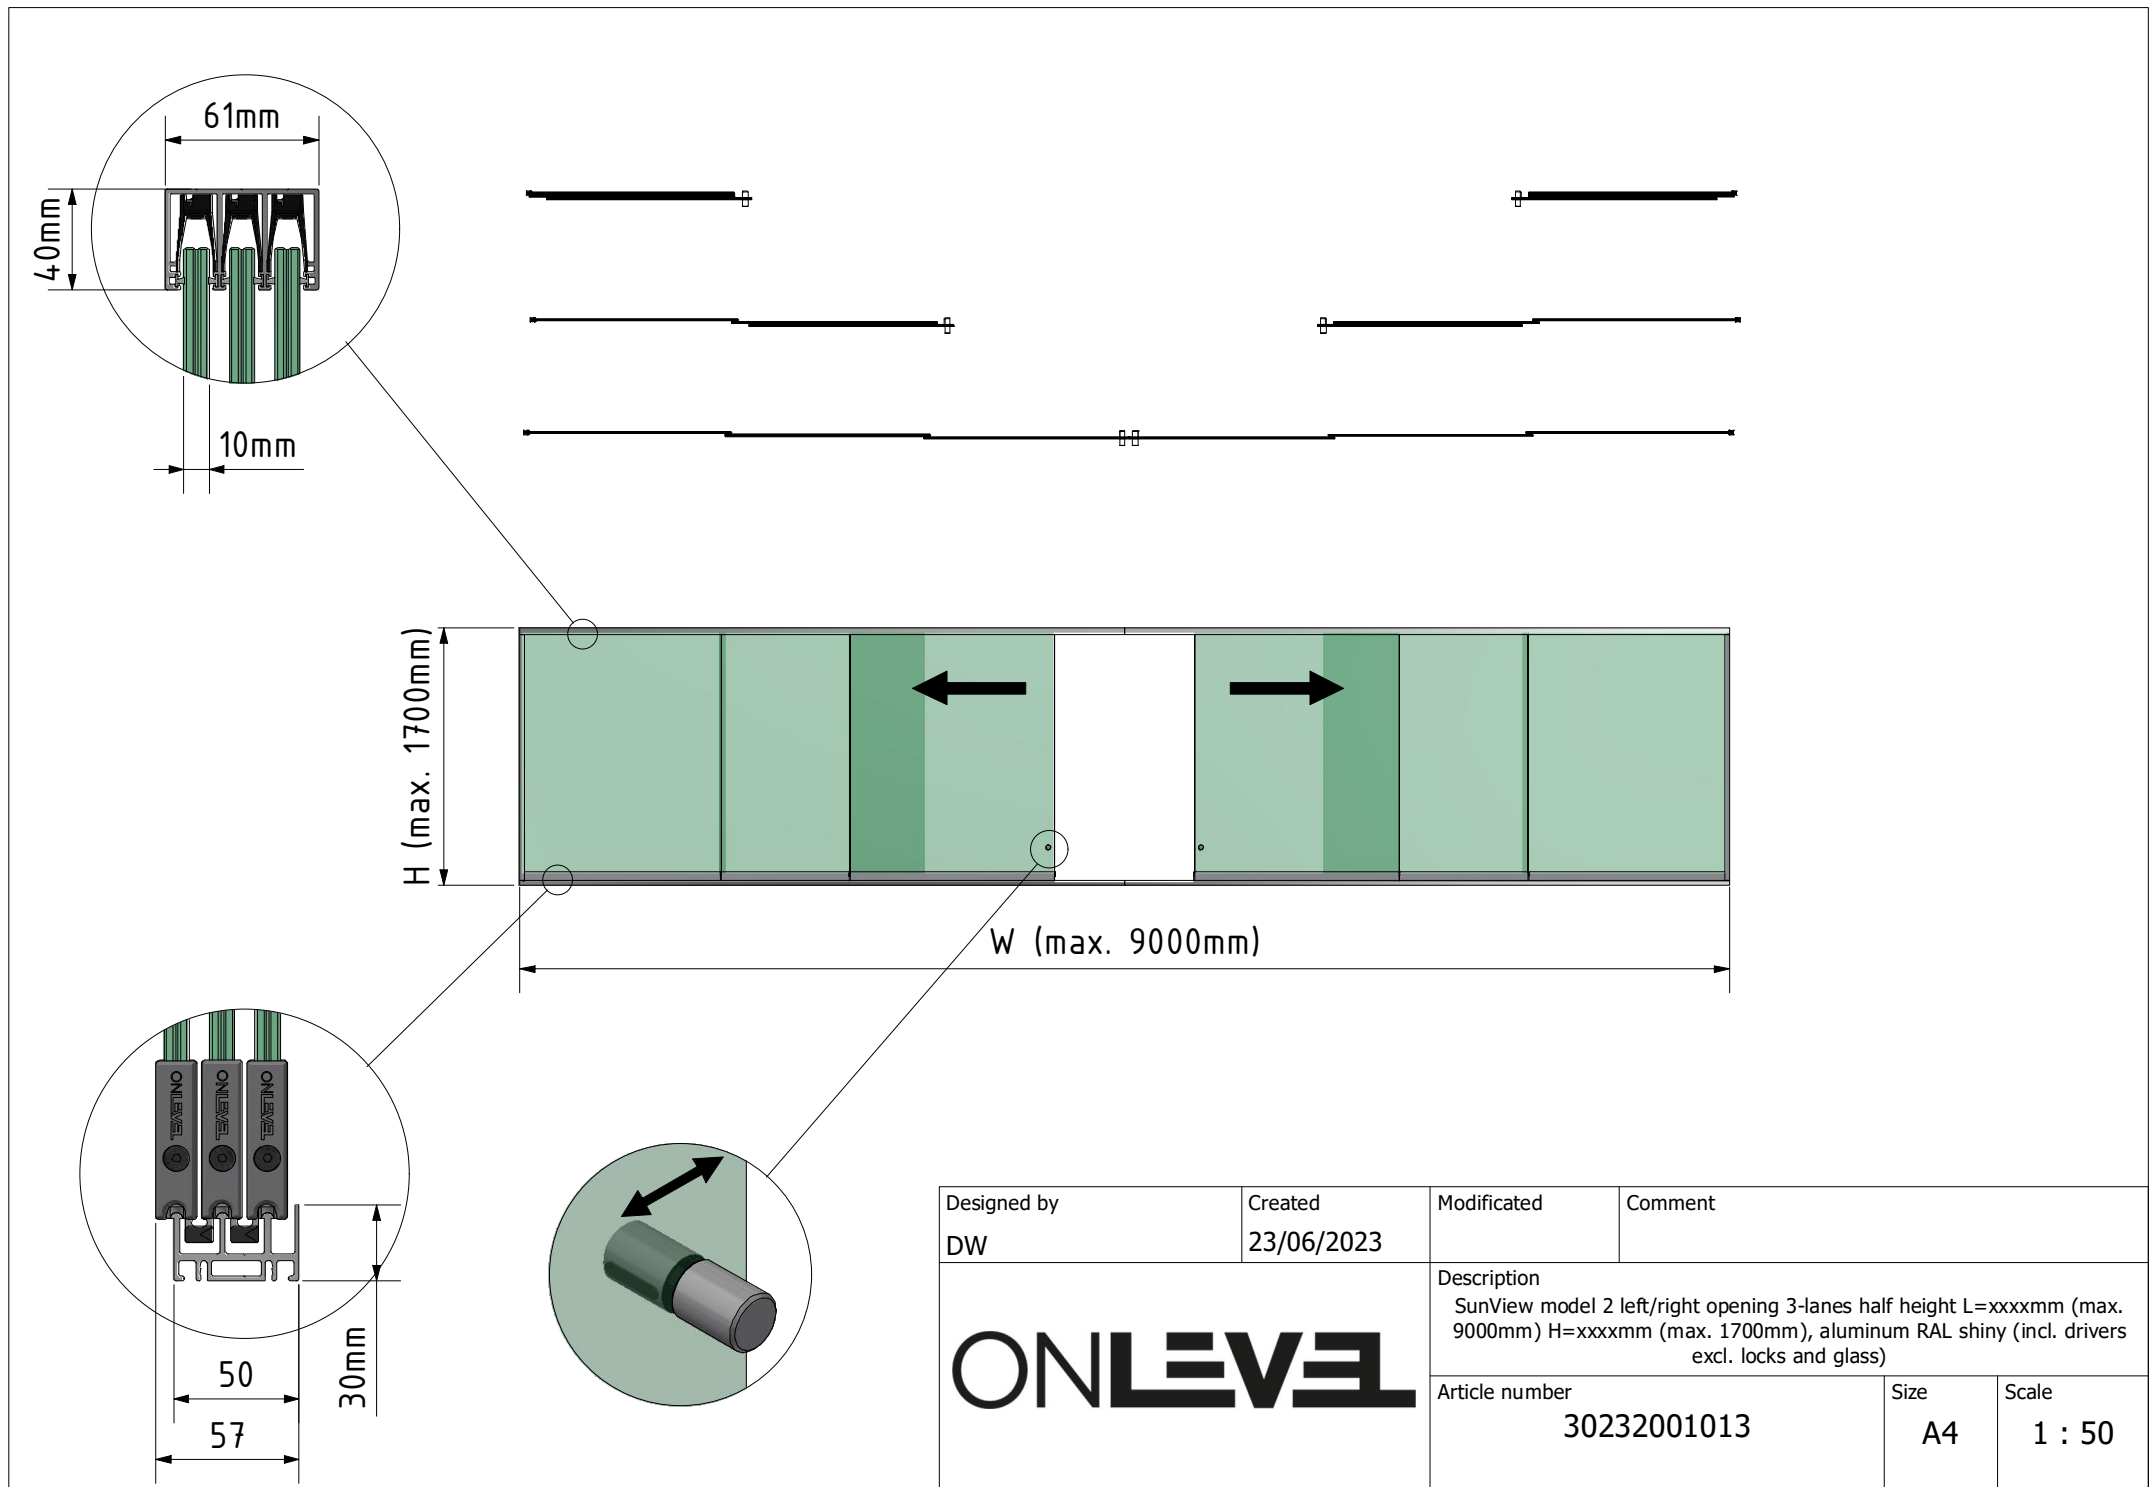 61mm
40mm
10mm
H (max. 1700mm)
W (max. 9000mm)
ONLEVEL
ONLEVEL
ONLEVEL
30mm
50
57
Designed by
DW
Created
23/06/2023
Modificated
Comment
ONLEVEL
Description
SunView model 2 left/right opening 3-lanes half height L=xxxxmm (max.
9000mm) H=xxxxmm (max. 1700mm), aluminum RAL shiny (incl. drivers
excl. locks and glass)
Article number
30232001013
Size
A4
Scale
1 : 50